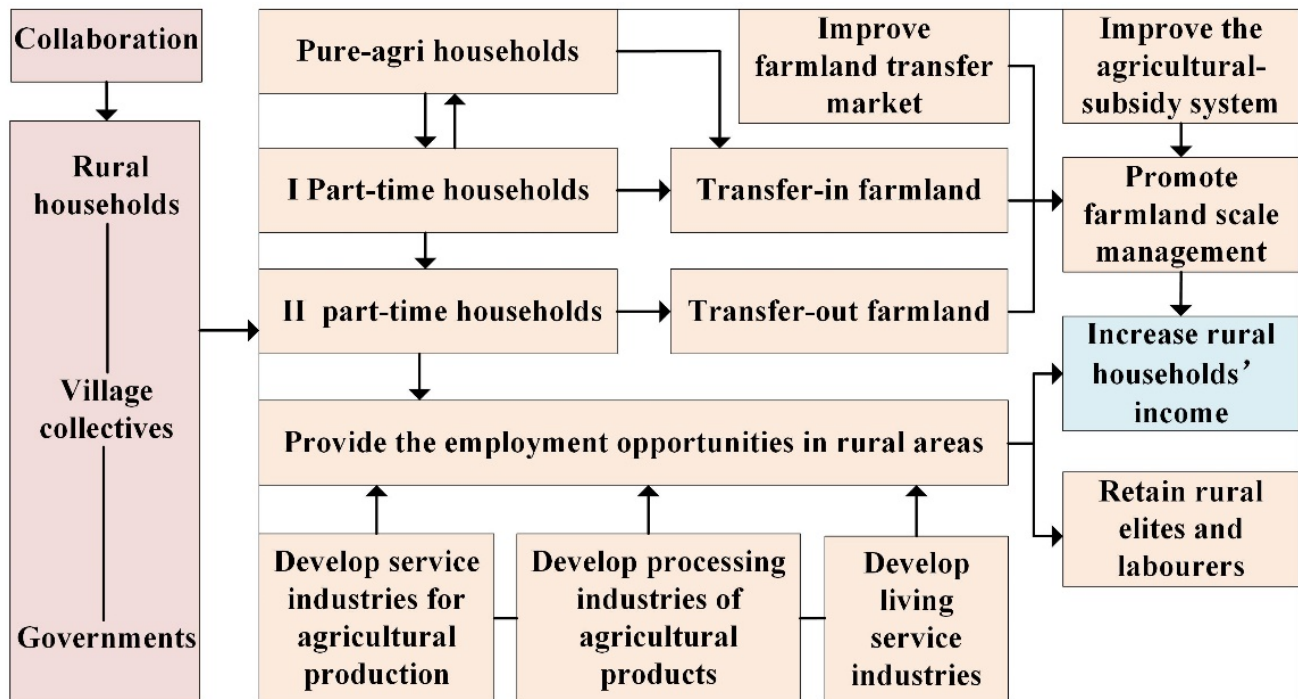 Collaboration
Rural
households
Village
collectives
Governments
Pure-agri households
I Part-time households
II part-time households
Improve
farmland transfer
market
Transfer-in farmland
Transfer-out farmland
Improve the
agricultural-
subsidy system
Promote
farmland scale
management
Increase rural
households’
income
Provide the employment opportunities in rural areas
Retain rural
elites and
labourers
Develop service
industries for
agricultural
production
Develop processing
industries of
agricultural
products
Develop
living
service
industries